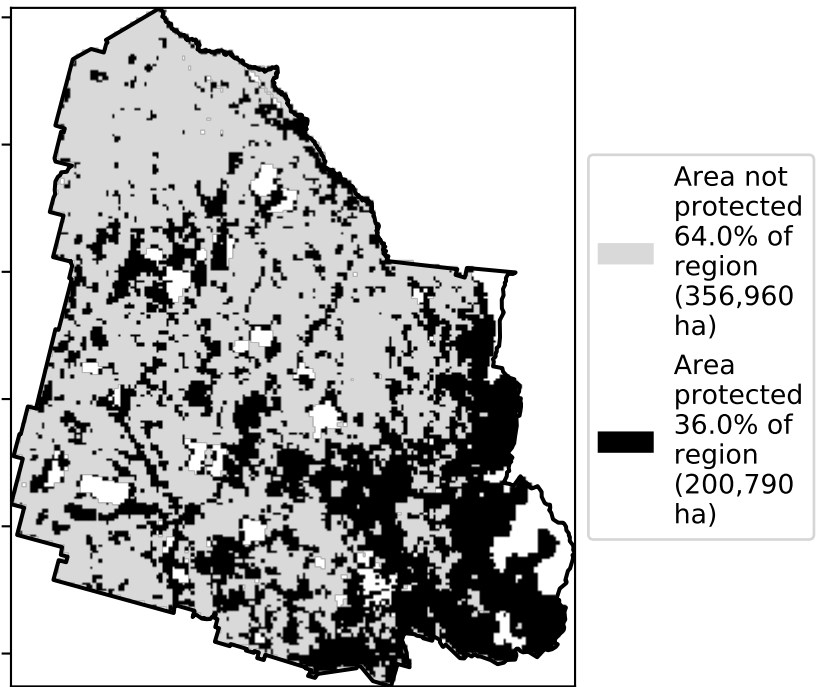 Area not
protected
64.0% of
region
(356,960
ha)
Area
protected
36.0% of
region
(200,790
ha)